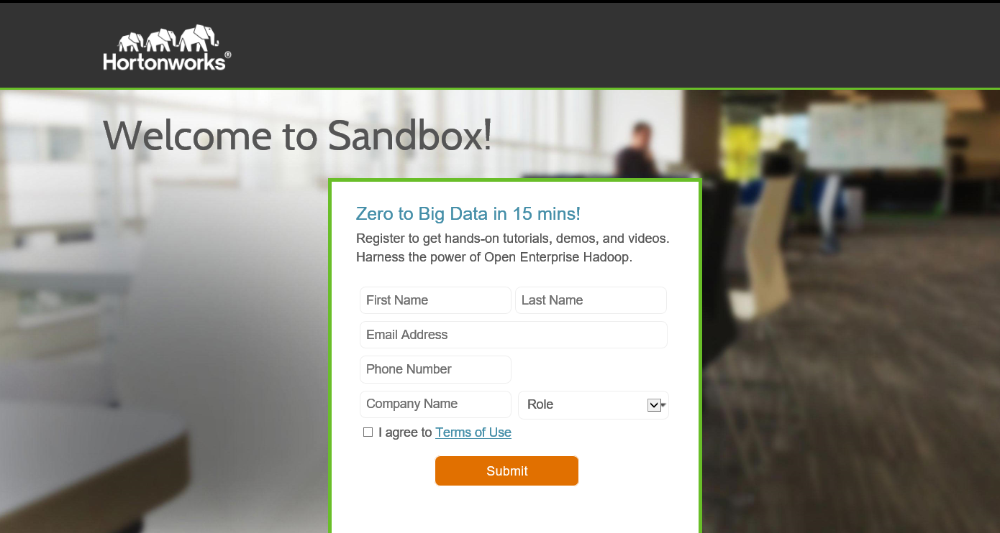 Hortonworks®
Welcome to Sandbox!
Zero to Big Data in 15 mins!
Register to get hands-on tutorials, demos, and videos.
Harness the power of Open Enterprise Hadoop.
First Name Last Name
Email Address
Phone Number
Company Name Role
I agree to Terms of Use
Submit